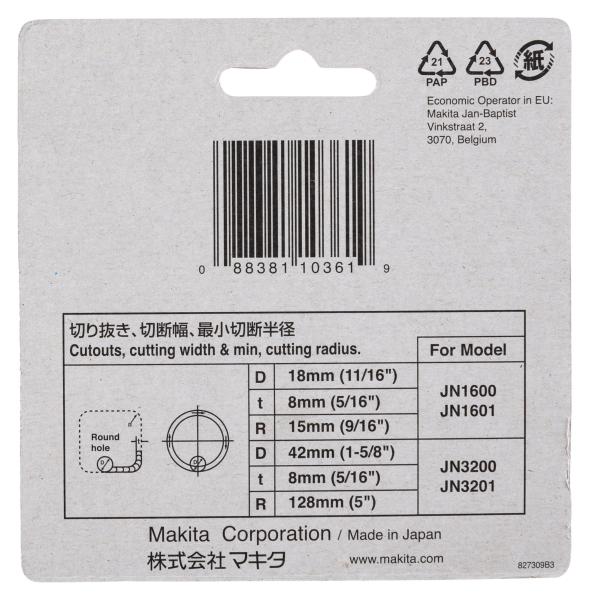 21
PAP
23
PBD
紙
Economic Operator in EU:
Makita Jan-Baptist
Vinkstraat 2,
3070, Belgium
0 88381 10361 9
切り抜き、切断幅、最小切断半径
Cutouts, cutting width & min, cutting radius.
For Model
Round
hole
D
D
D 18mm (11/16")
t 8mm (5/16")
R 15mm (9/16")
JN1600
JN1601
D 42mm (1-5/8")
t 8mm (5/16")
R 128mm (5")
JN3200
JN3201
Makita Corporation / Made in Japan
株式会社マキタ www.makita.com
827309B3